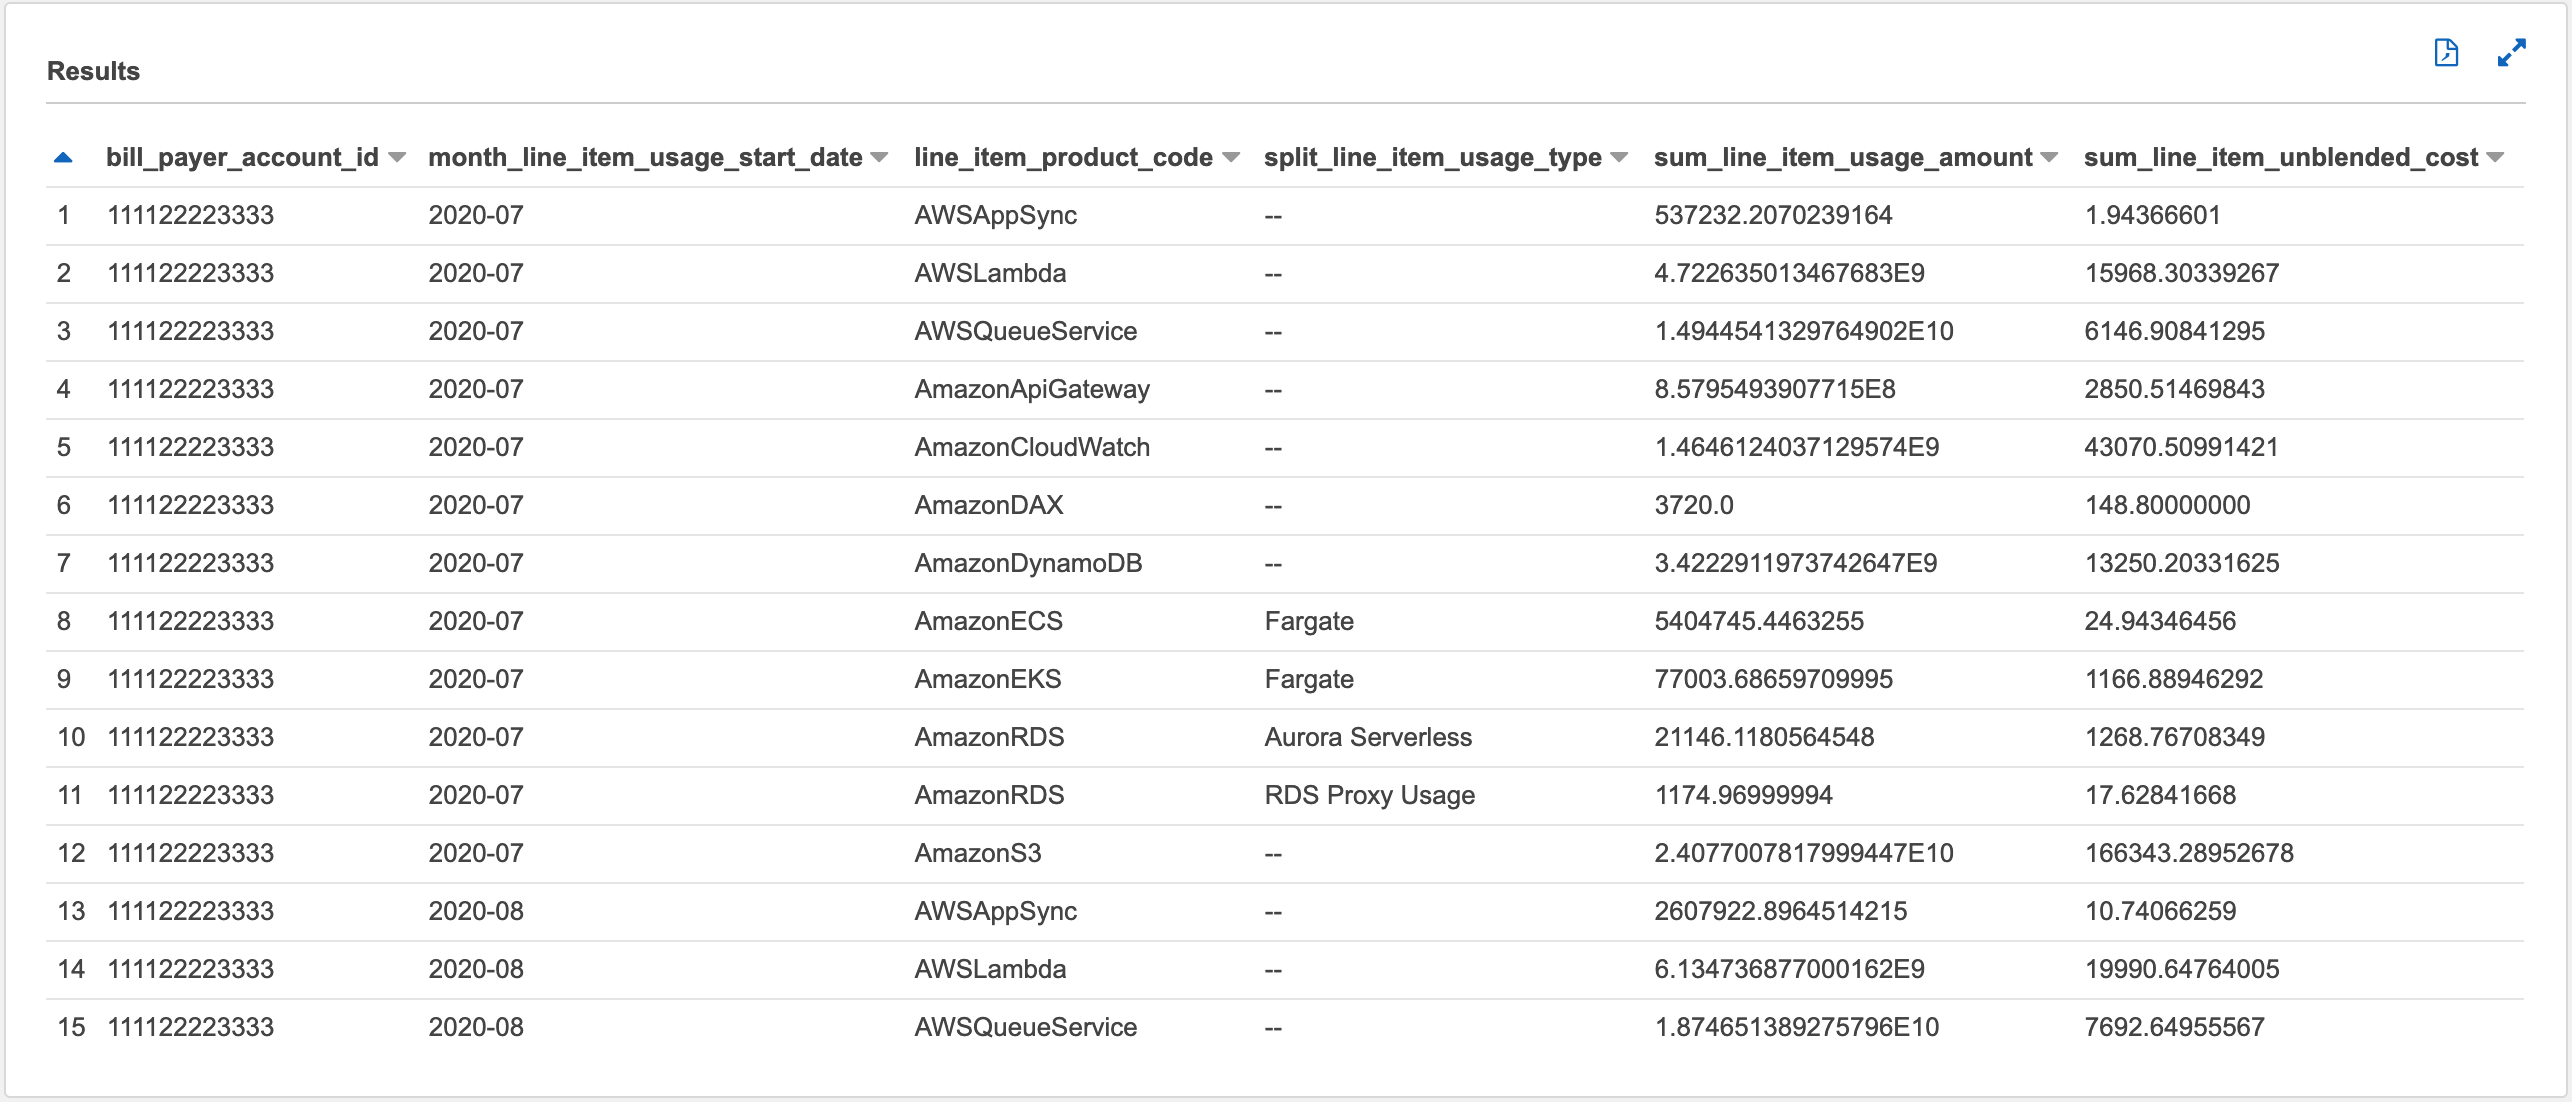 Results
bill_payer_account_id month_line_item_usage_start_date line_item_product_code split_line_item_usage_type sum_line_item_usage_amount sum_line_item_unblended_cost
1 111122223333 2020-07 AWSAppSync -- 537232.2070239164 1.94366601
2 111122223333 2020-07 AWSLambda -- 4.722635013467683E9 15968.30339267
3 111122223333 2020-07 AWSQueueService -- 1.4944541329764902E10 6146.90841295
4 111122223333 2020-07 AmazonApiGateway -- 8.5795493907715E8 2850.51469843
5 111122223333 2020-07 AmazonCloudWatch -- 1.4646124037129574E9 43070.50991421
6 111122223333 2020-07 AmazonDAX -- 3720.0 148.80000000
7 111122223333 2020-07 AmazonDynamoDB -- 3.4222911973742647E9 13250.20331625
8 111122223333 2020-07 AmazonECS Fargate 5404745.4463255 24.94346456
9 111122223333 2020-07 AmazonEKS Fargate 77003.68659709995 1166.88946292
10 111122223333 2020-07 AmazonRDS Aurora Serverless 21146.1180564548 1268.76708349
11 111122223333 2020-07 AmazonRDS RDS Proxy Usage 1174.96999994 17.62841668
12 111122223333 2020-07 AmazonS3 -- 2.4077007817999447E10 166343.28952678
13 111122223333 2020-08 AWSAppSync -- 2607922.8964514215 10.74066259
14 111122223333 2020-08 AWSLambda -- 6.134736877000162E9 19990.64764005
15 111122223333 2020-08 AWSQueueService -- 1.874651389275796E10 7692.64955567